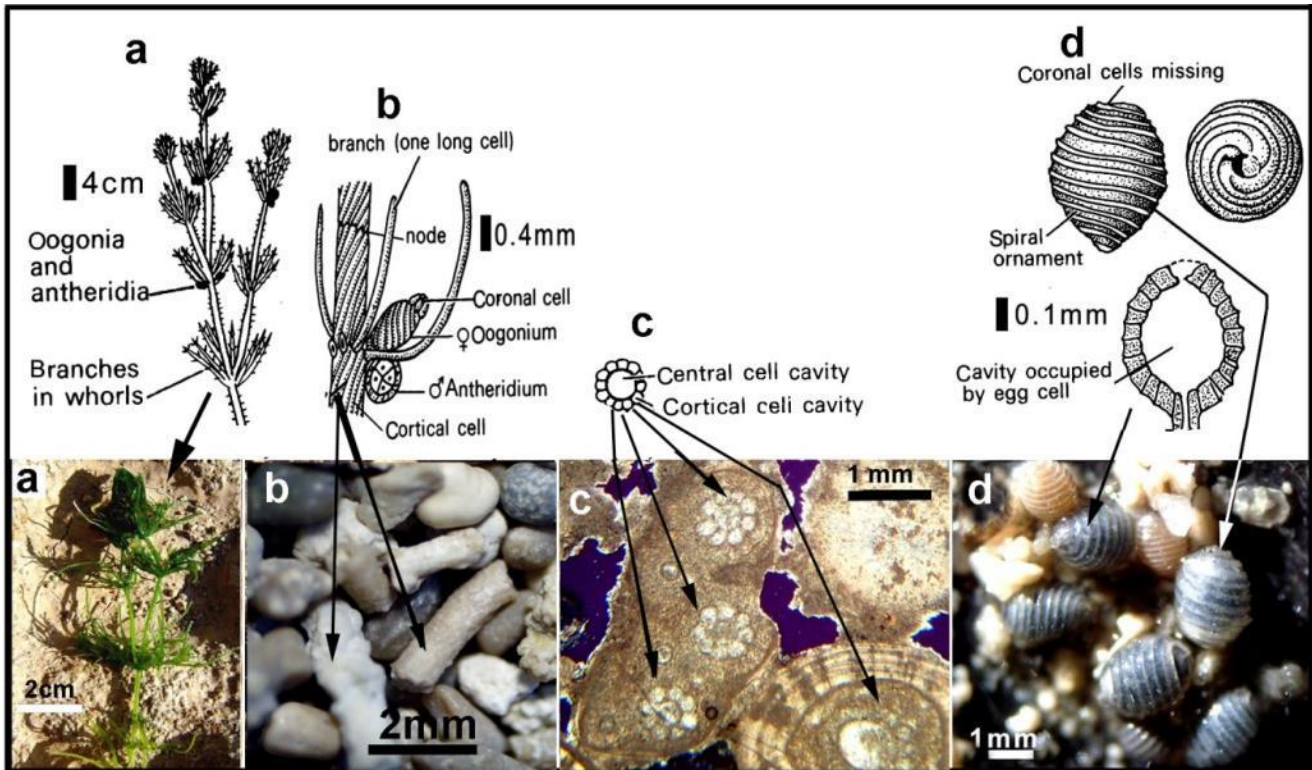 a
4cm
Oogonia
and
antheridia
Branches
in whorls
b
branch (one long cell)
node
0.4mm
Coronal cell
♀Oogonium
♂Antheridium
Cortical cell
c
Central cell cavity
Cortical cell cavity
d
Coronal cells missing
Spiral
ornament
0.1mm
Cavity occupied
by egg cell
a
2cm
b
2mm
c
1 mm
d
1mm